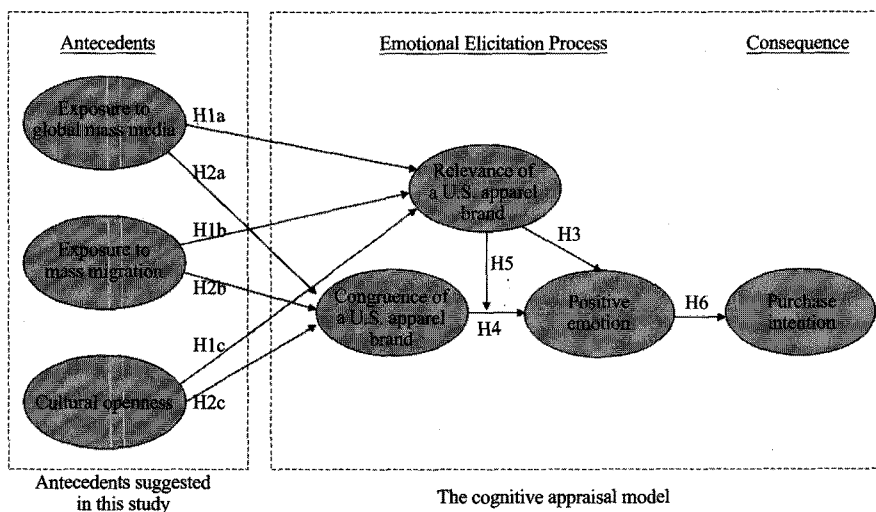 Antecedents
Emotional Elicitation Process
Consequence
Exposure to
global mass media
H1a
H2a
Relevance of
a U.S. apparel
brand
Exposure to
mass migration
H1b
H2b
H3
H5
Congruence of
a U.S. apparel
brand
H4
Positive
emotion
H6
Purchase
intention
H1c
Cultural openness
H2c
Antecedents suggested
in this study
The cognitive appraisal model